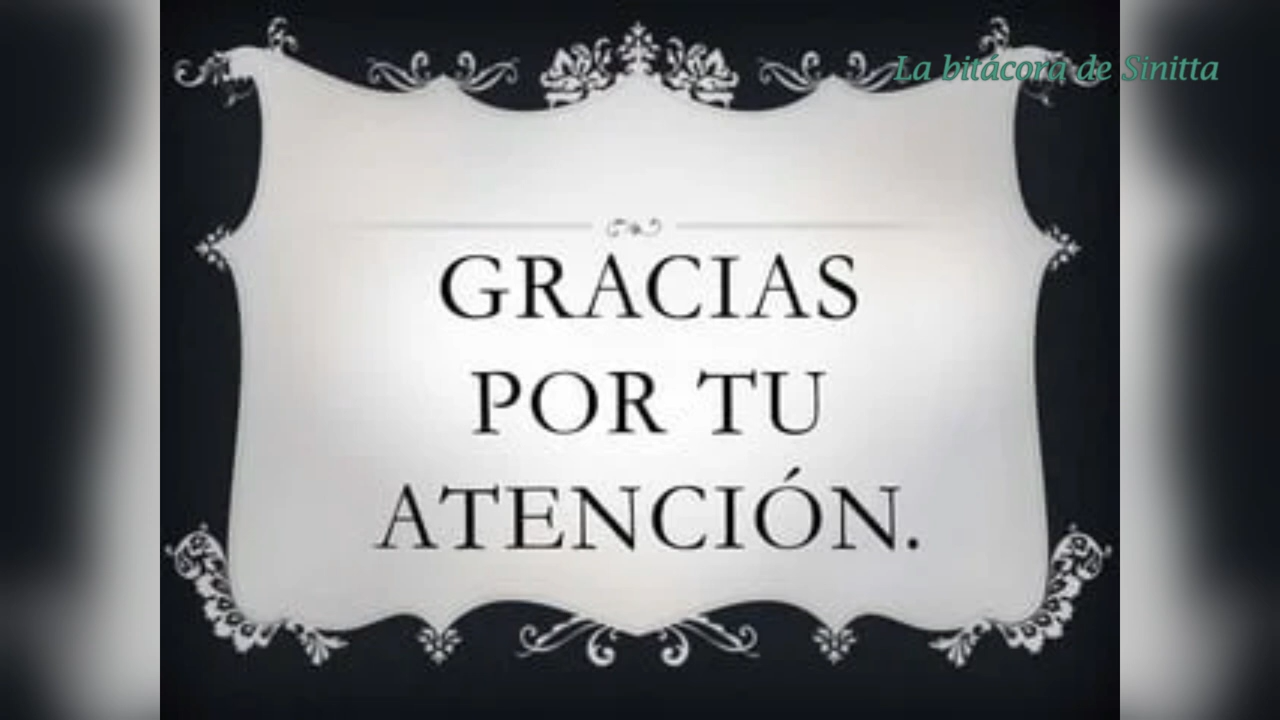 La bitácora de Sinitta
GRACIAS
POR TU
ATENCIÓN.